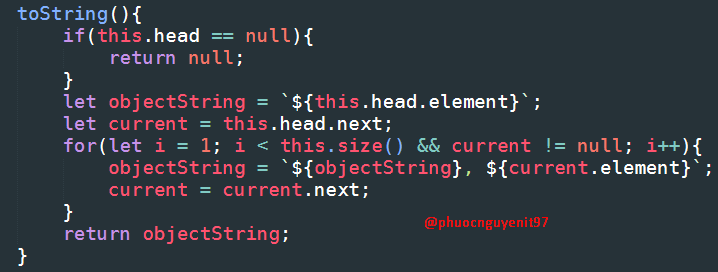 toString(){
    if(this.head == null){
        return null;
    }
    let objectString = `${this.head.element}`;
    let current = this.head.next;
    for(let i = 1; i < this.size() && current != null; i++){
        objectString = `${objectString}, ${current.element}`;
        current = current.next;
    }
    return objectString;
}
@phuocnguyenit97